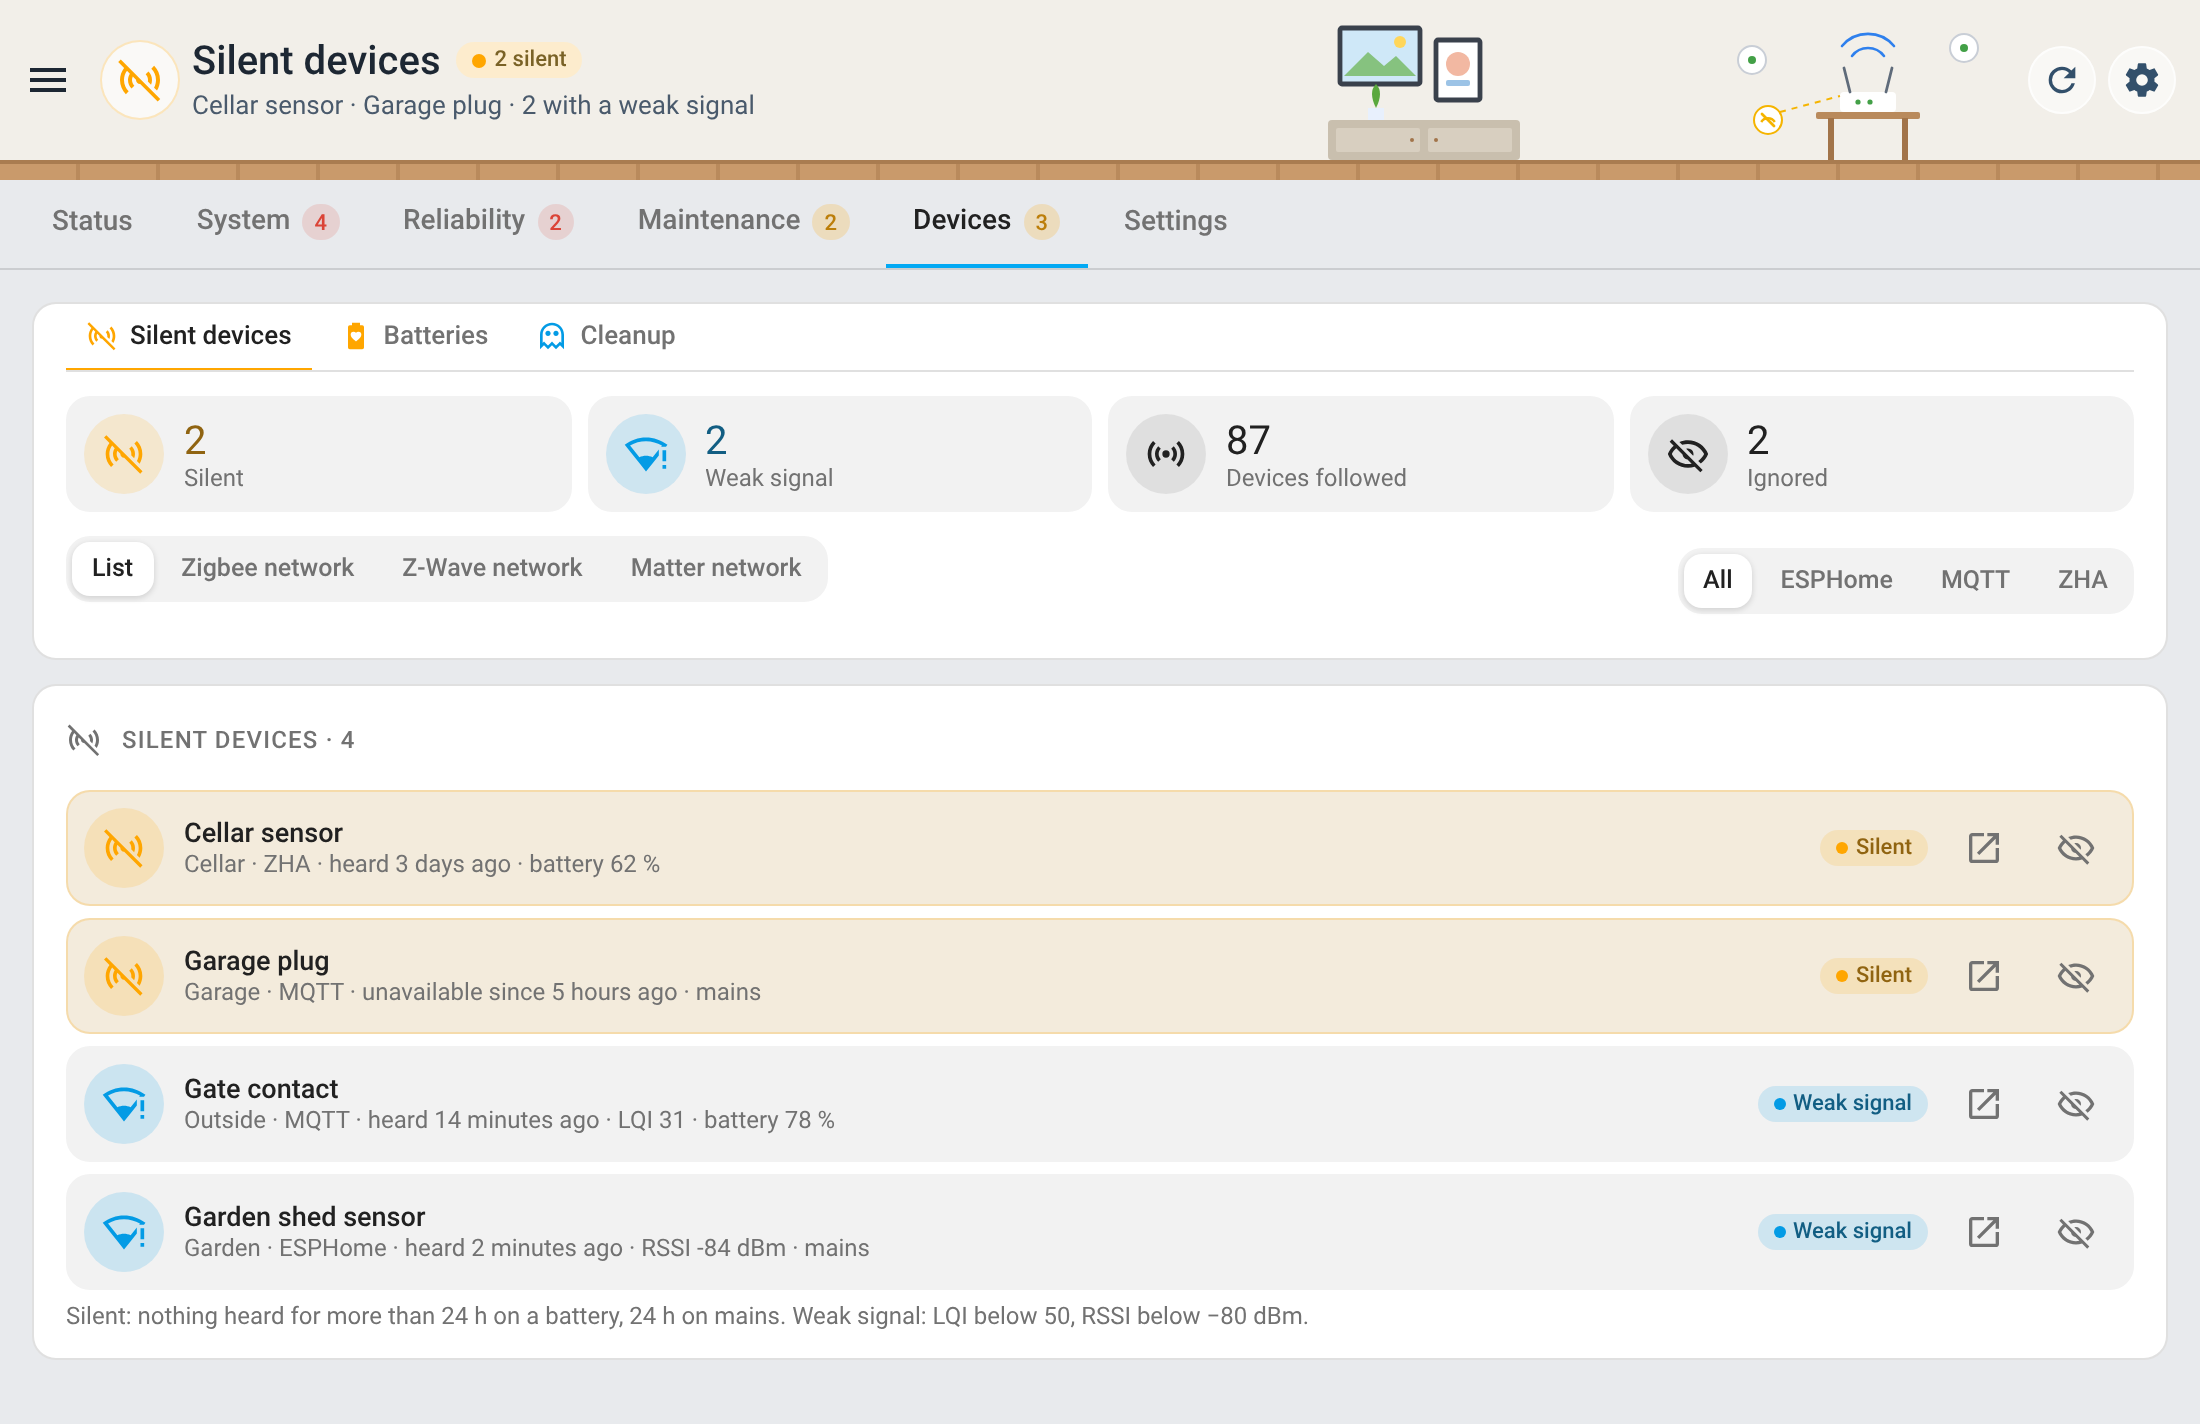 Silent devices
2 silent
Cellar sensor · Garage plug · 2 with a weak signal
Status
System 4
Reliability 2
Maintenance 2
Devices 3
Settings
Silent devices
Batteries
Cleanup
2
Silent
2
Weak signal
87
Devices followed
2
Ignored
List
Zigbee network
Z-Wave network
Matter network
All
ESPHome
MQTT
ZHA
SILENT DEVICES · 4
Cellar sensor
Cellar · ZHA · heard 3 days ago · battery 62 %
Silent
Garage plug
Garage · MQTT · unavailable since 5 hours ago · mains
Silent
Gate contact
Outside · MQTT · heard 14 minutes ago · LQI 31 · battery 78 %
Weak signal
Garden shed sensor
Garden · ESPHome · heard 2 minutes ago · RSSI -84 dBm · mains
Weak signal
Silent: nothing heard for more than 24 h on a battery, 24 h on mains. Weak signal: LQI below 50, RSSI below −80 dBm.